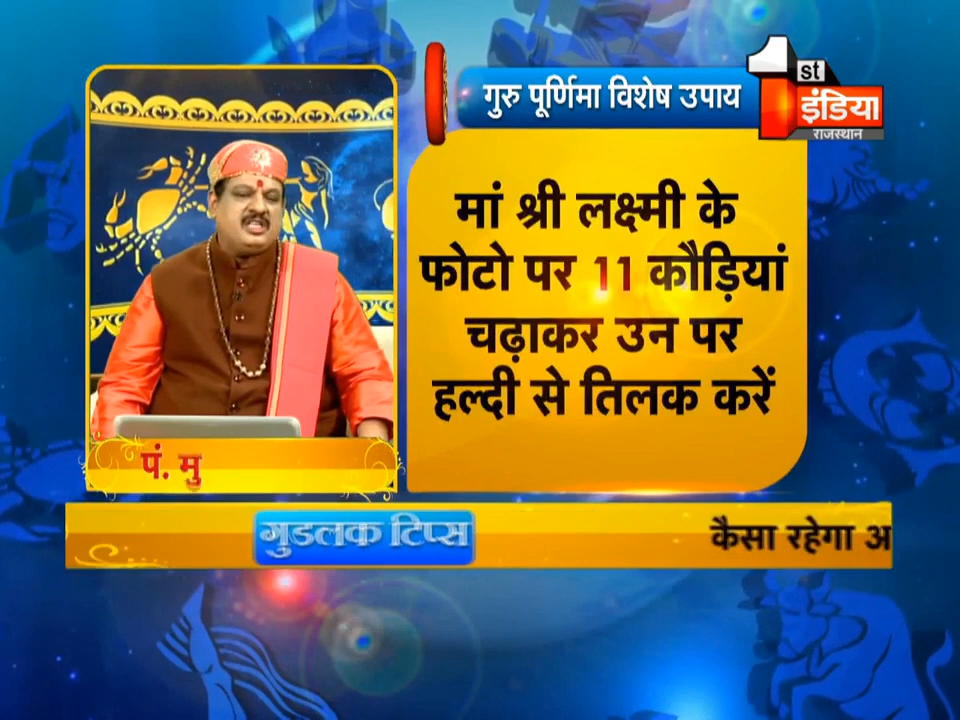 गुरु पूर्णिमा विशेष उपाय
1st
इंडिया
राजस्थान
मां श्री लक्ष्मी के
फोटो पर 11 कौड़ियां
चढ़ाकर उन पर
हल्दी से तिलक करें
पं. मु
गुडलक टिप्स
कैसा रहेगा अ